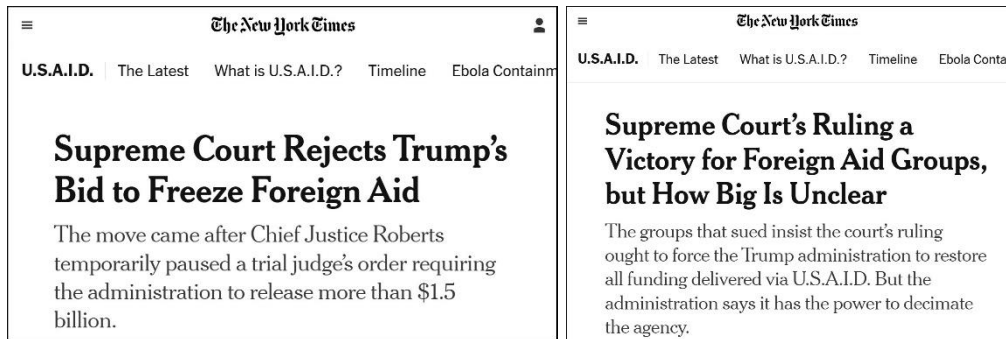 The New York Times
U.S.A.I.D. The Latest What is U.S.A.I.D.? Timeline Ebola Containm
Supreme Court Rejects Trump’s
Bid to Freeze Foreign Aid
The move came after Chief Justice Roberts
temporarily paused a trial judge’s order requiring
the administration to release more than $1.5
billion.
The New York Times
U.S.A.I.D. The Latest What is U.S.A.I.D.? Timeline Ebola Conta
Supreme Court’s Ruling a
Victory for Foreign Aid Groups,
but How Big Is Unclear
The groups that sued insist the court’s ruling
ought to force the Trump administration to restore
all funding delivered via U.S.A.I.D. But the
administration says it has the power to decimate
the agency.